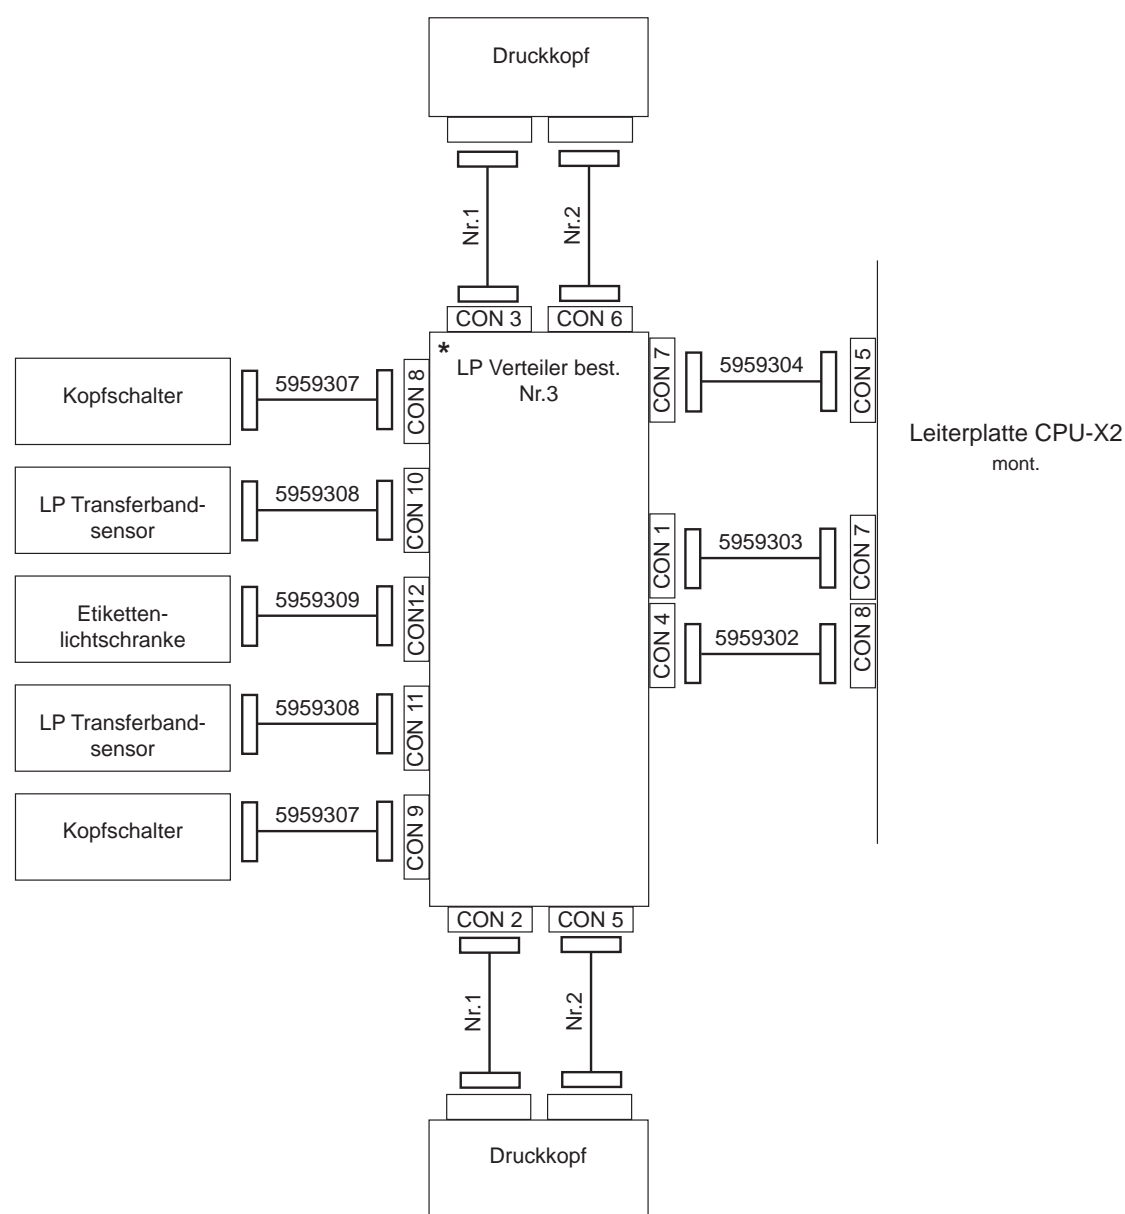 Druckkopf
Nr.1
Nr.2
CON 3
CON 6
*
LP Verteiler best.
Nr.3
Kopfschalter
5959307
CON 8
CON 7
5959304
CON 5
Leiterplatte CPU-X2
mont.
LP Transferband-
sensor
5959308
CON 10
CON 1
5959303
CON 7
Etiketten-
lichtschranke
5959309
CON12
CON 4
5959302
CON 8
LP Transferband-
sensor
5959308
CON 11
Kopfschalter
5959307
CON 9
CON 2
CON 5
Nr.1
Nr.2
Druckkopf